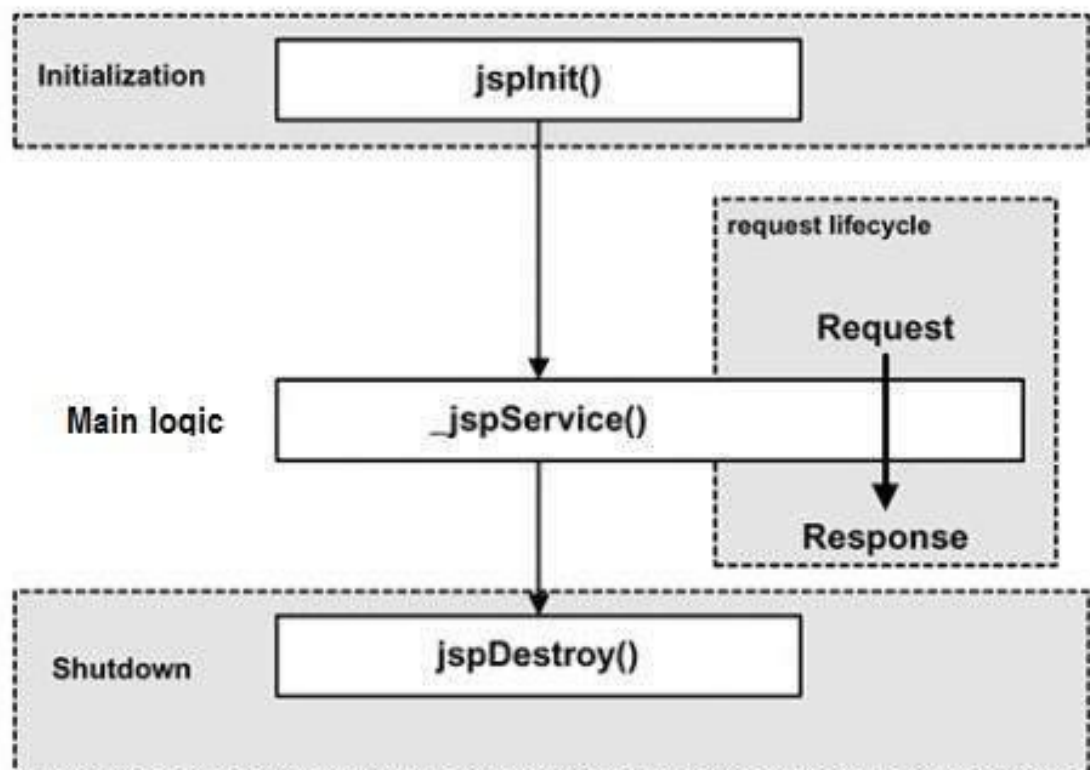 Initialization
jspInit()
request lifecycle
Request
Main logic
_jspService()
Response
jspDestroy()
Shutdown